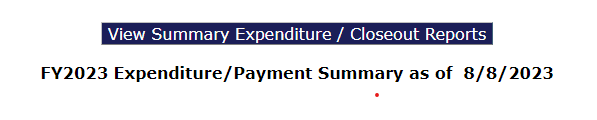 View Summary Expenditure / Closeout Reports
FY2023 Expenditure/Payment Summary as of 8/8/2023